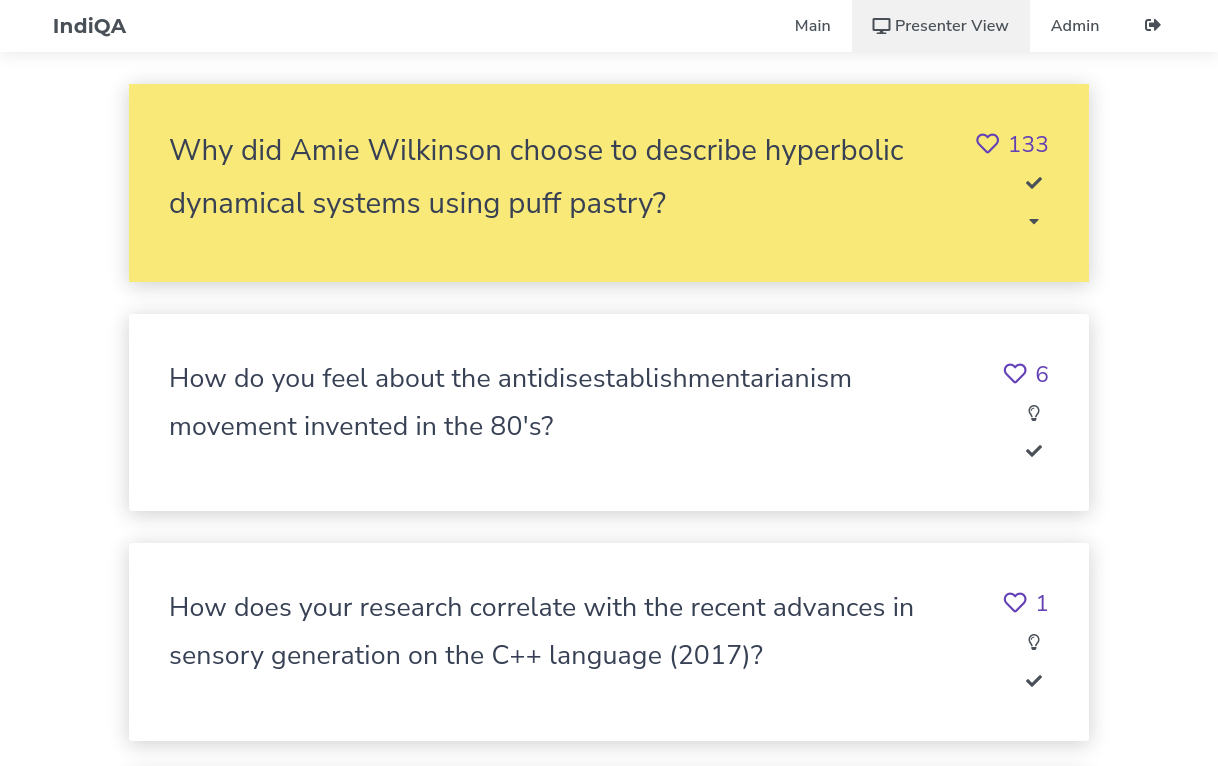 IndiQA
Main
Presenter View
Admin
Why did Amie Wilkinson choose to describe hyperbolic
dynamical systems using puff pastry?
133
How do you feel about the antidisestablishmentarianism
movement invented in the 80's?
6
How does your research correlate with the recent advances in
sensory generation on the C++ language (2017)?
1